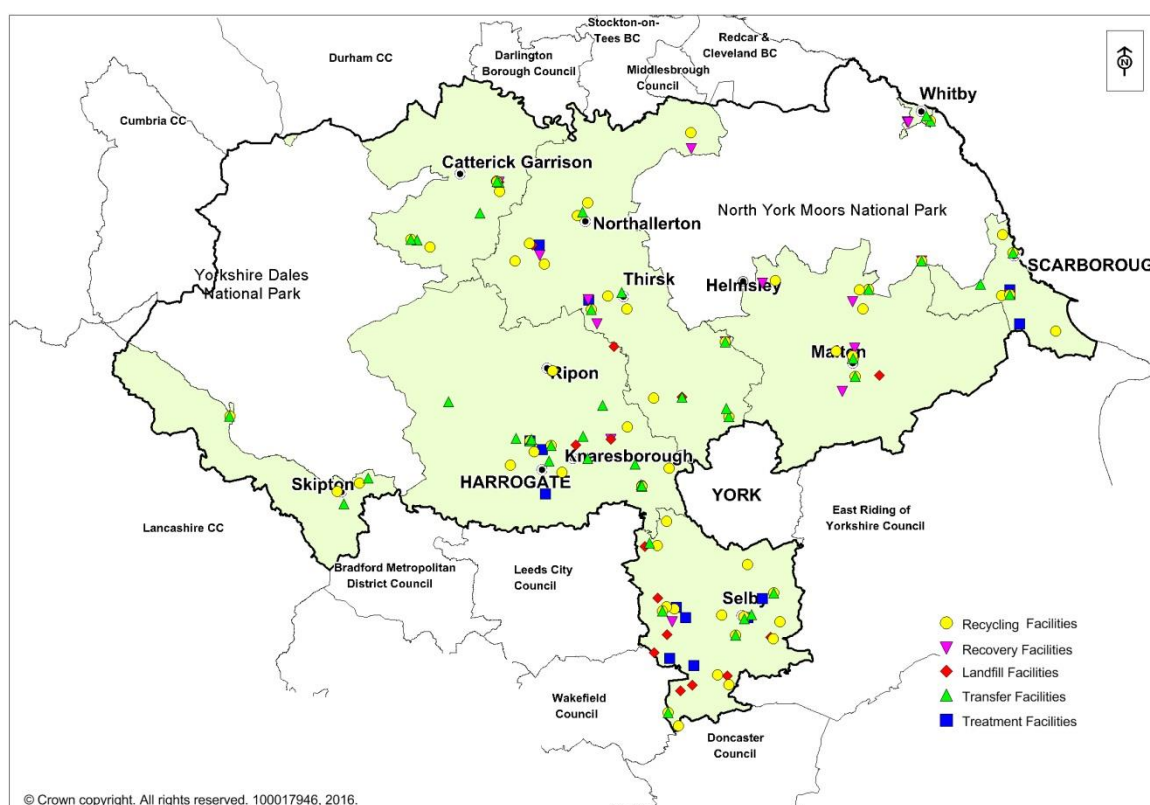 Stockton-on-
Tees BC
Redcar &
Cleveland BC
Durham CC
Darlington
Borough Council
Middlesbrough
Council
N
Whitby
Cumbria CC
Catterick Garrison
North York Moors National Park
Northallerton
Yorkshire Dales
National Park
SCARBOROUG
Helmsley
Thirsk
Malton
Ripon
Knaresborough
HARROGATE
Skipton
YORK
Lancashire CC
East Riding of
Yorkshire Council
Bradford Metropolitan
District Council
Leeds City
Council
Selby
Recycling Facilities
Recovery Facilities
Landfill Facilities
Transfer Facilities
Treatment Facilities
Wakefield
Council
Doncaster
Council
© Crown copyright. All rights reserved. 100017946, 2016.